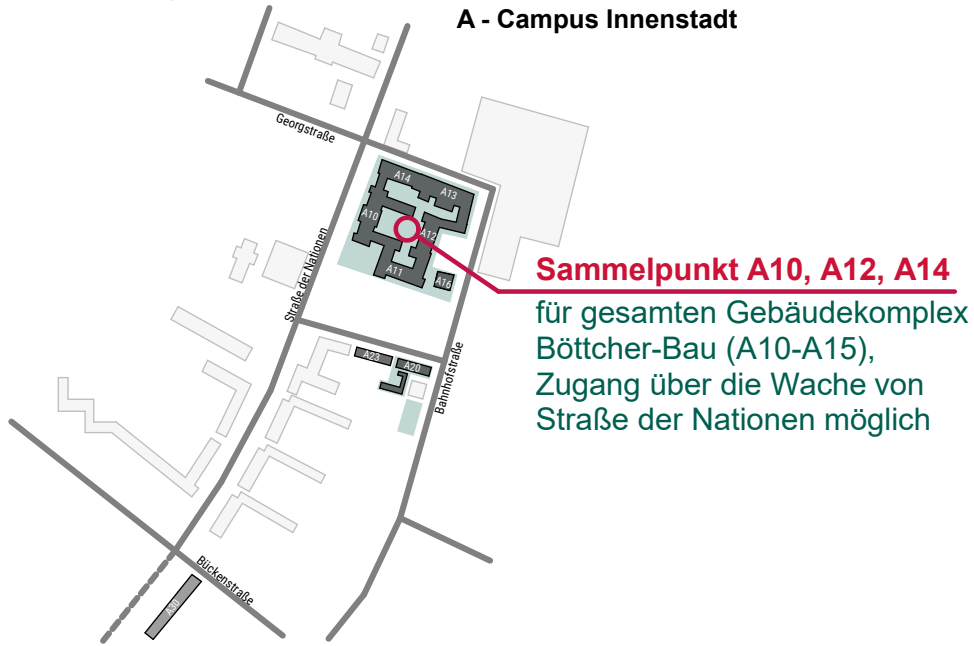 A - Campus Innenstadt
Georgstraße
A14
A13
A10
A12
A11
A16
Straße der Nationen
Sammelpunkt A10, A12, A14
für gesamten Gebäudekomplex
Böttcher-Bau (A10-A15),
Zugang über die Wache von
Straße der Nationen möglich
A23
A20
Bahnhofstraße
Bückenstraße
A30